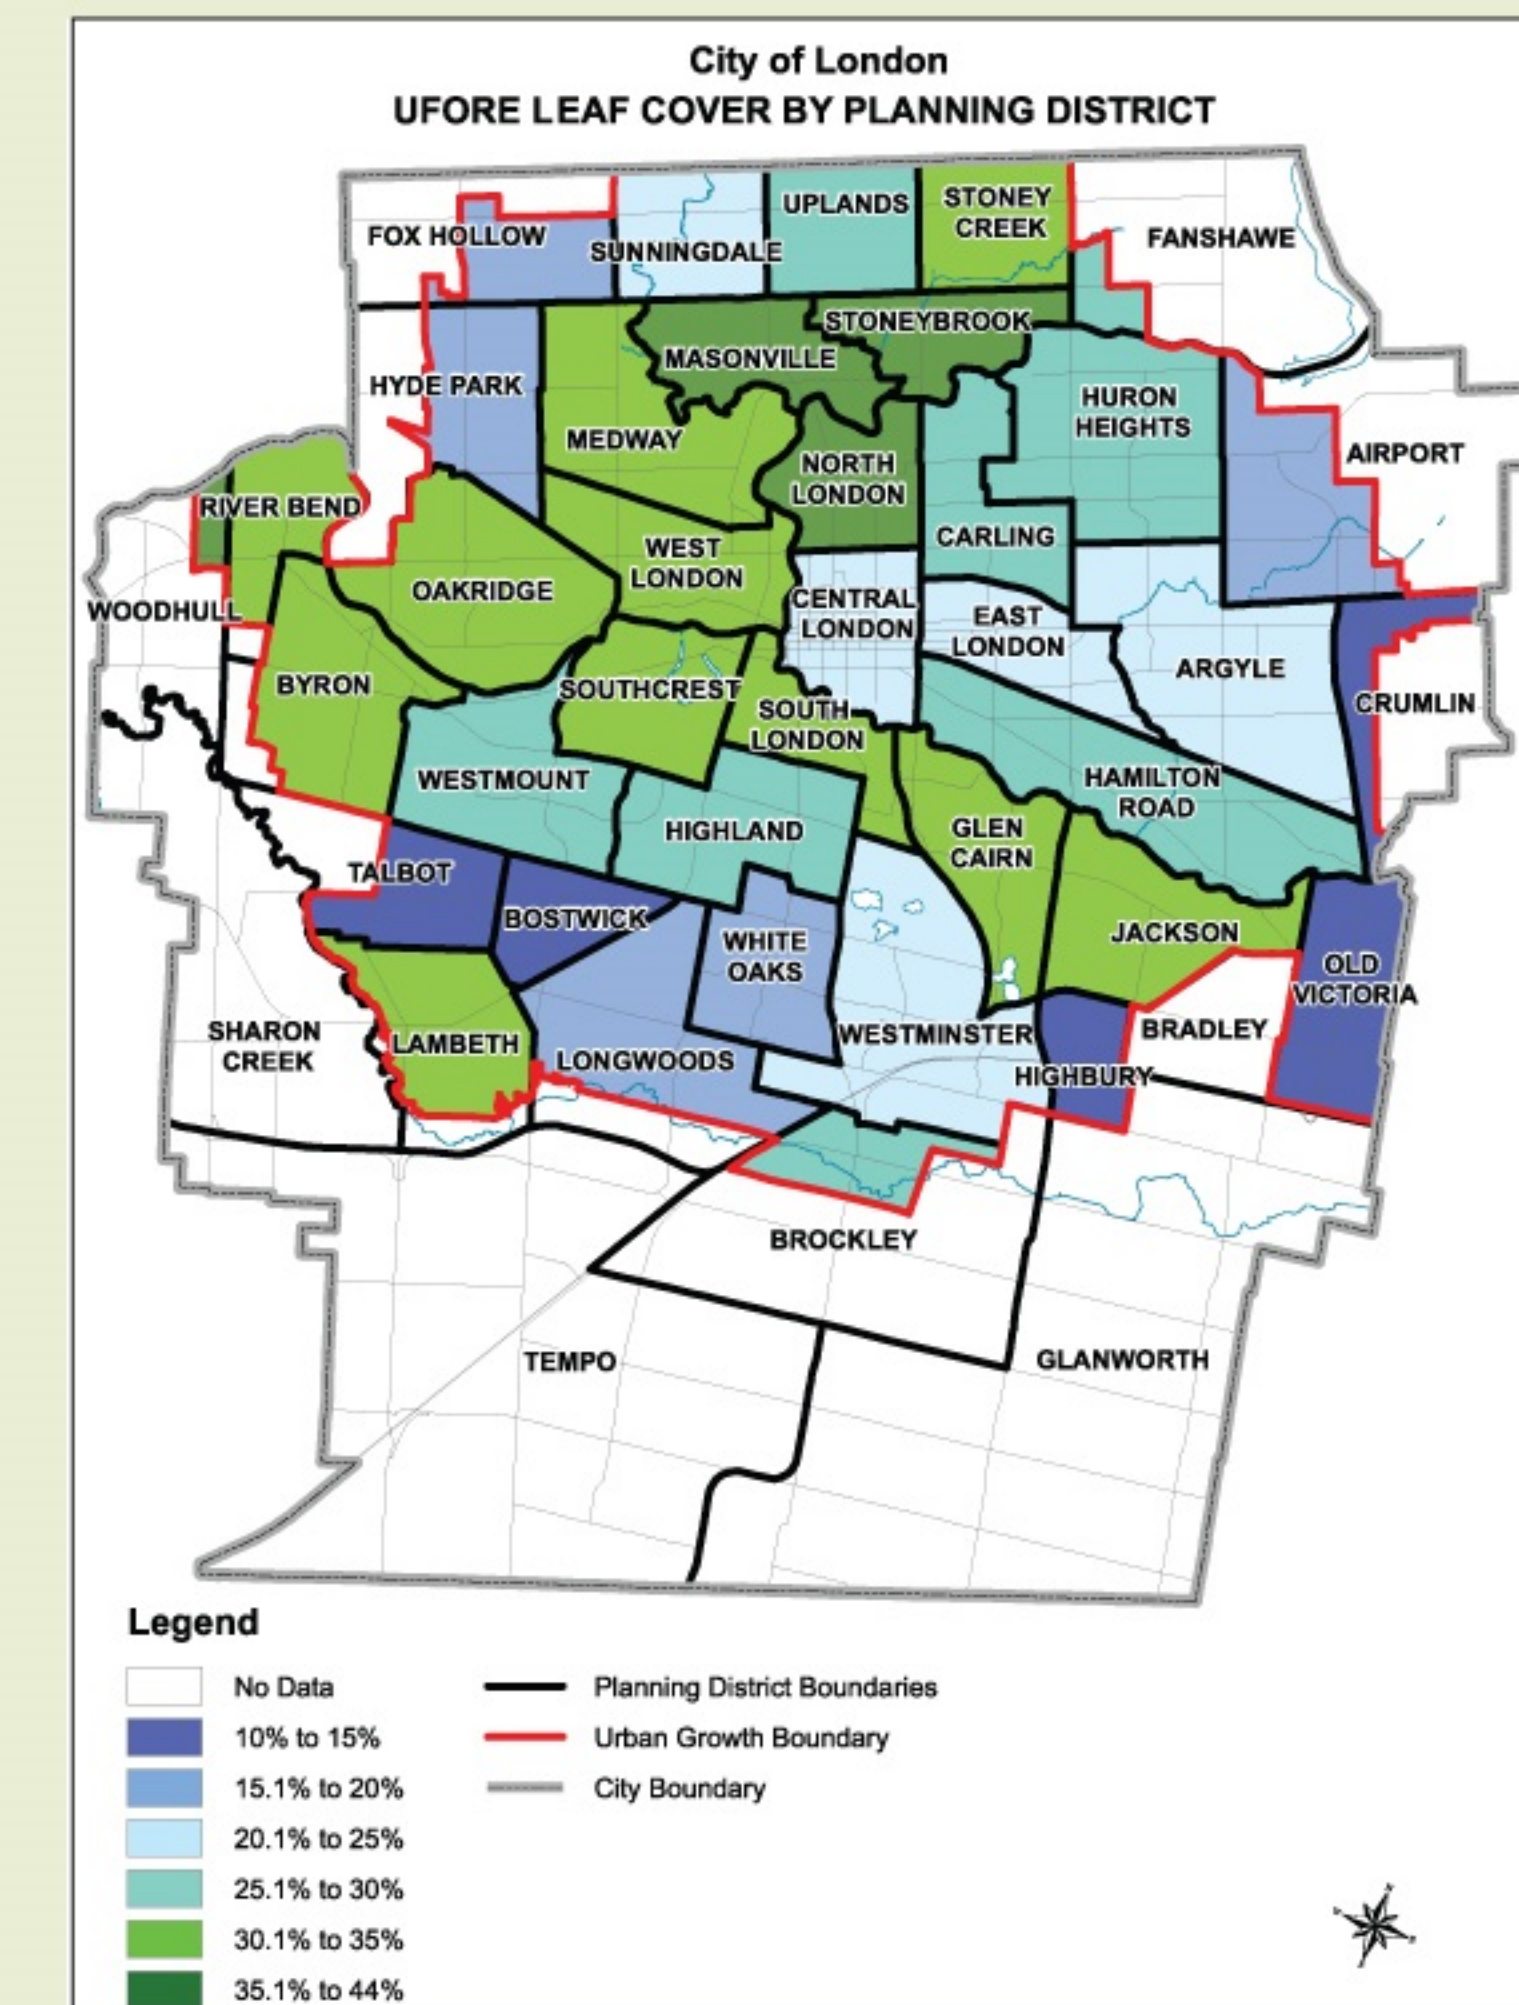 City of London
UFORE LEAF COVER BY PLANNING DISTRICT
UPLANDS
STONEY
CREEK
FOX HOLLOW
SUNNINGDALE
FANSHAWE
STONEYBROOK
MASONVILLE
HYDE PARK
HURON
HEIGHTS
MEDWAY
AIRPORT
NORTH
LONDON
RIVER BEND
CARLING
WEST
LONDON
OAKRIDGE
WOODHULL
CENTRAL
LONDON
EAST
LONDON
ARGYLE
BYRON
SOUTHCREST
CRUMLIN
SOUTH
LONDON
WESTMOUNT
HAMILTON
ROAD
HIGHLAND
GLEN
CAIRN
TALBOT
BOSTWICK
WHITE
OAKS
JACKSON
OLD
VICTORIA
SHARON
CREEK
LAMBETH
LONGWOODS
WESTMINSTER
BRADLEY
HIGHBURY
BROCKLEY
TEMPO
GLANWORTH
Legend
No Data
10% to 15%
15.1% to 20%
20.1% to 25%
25.1% to 30%
30.1% to 35%
35.1% to 44%
Planning District Boundaries
Urban Growth Boundary
City Boundary